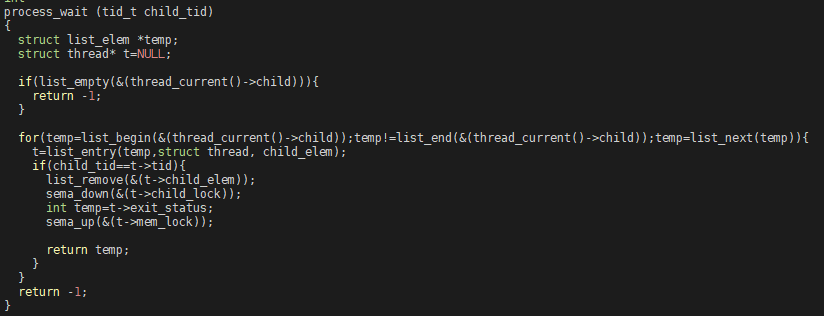 int
process_wait (tid_t child_tid)
{
  struct list_elem *temp;
  struct thread* t=NULL;

  if(list_empty(&(thread_current()->child))){
    return -1;
  }

  for(temp=list_begin(&(thread_current()->child));temp!=list_end(&(thread_current()->child));temp=list_next(temp)){
    t=list_entry(temp,struct thread, child_elem);
    if(child_tid==t->tid){
      list_remove(&(t->child_elem));
      sema_down(&(t->child_lock));
      int temp=t->exit_status;
      sema_up(&(t->mem_lock));

      return temp;
    }
  }
  return -1;
}